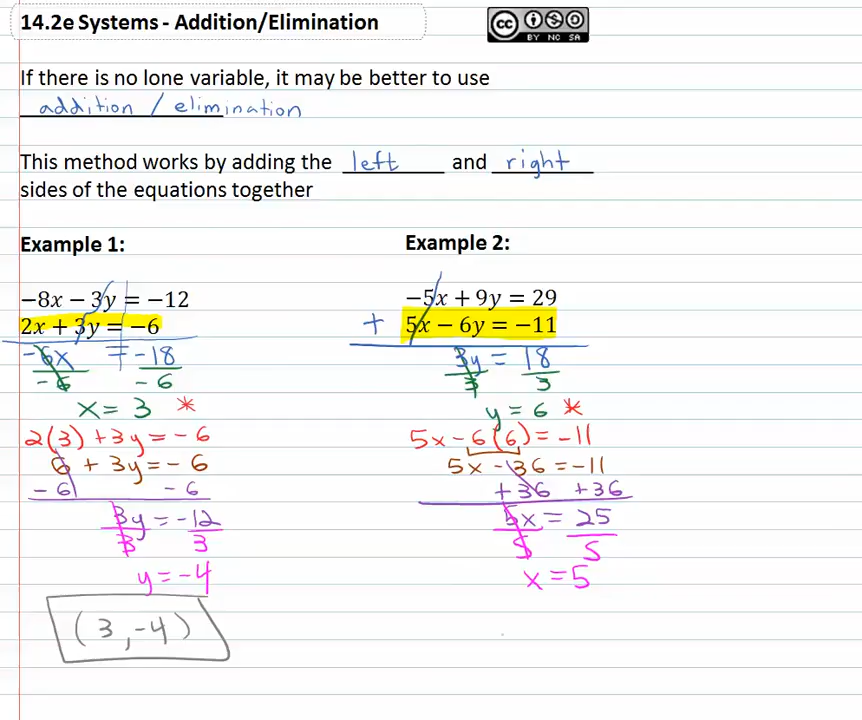 14.2e Systems - Addition/Elimination
cc BY NC SA
If there is no lone variable, it may be better to use
addition / elimination
This method works by adding the left and right
sides of the equations together
Example 1:
−8x − 3y = −12
2x + 3y = −6
-6x = -18
-6 -6
x = 3 *
2(3) + 3y = -6
6 + 3y = -6
-6 -6
3y = -12
3 3
y = -4
(3, -4)
Example 2:
−5x + 9y = 29
+ 5x − 6y = −11
3y = 18
3 3
y = 6 *
5x - 6(6) = -11
5x - 36 = -11
+36 +36
5x = 25
5 5
x = 5